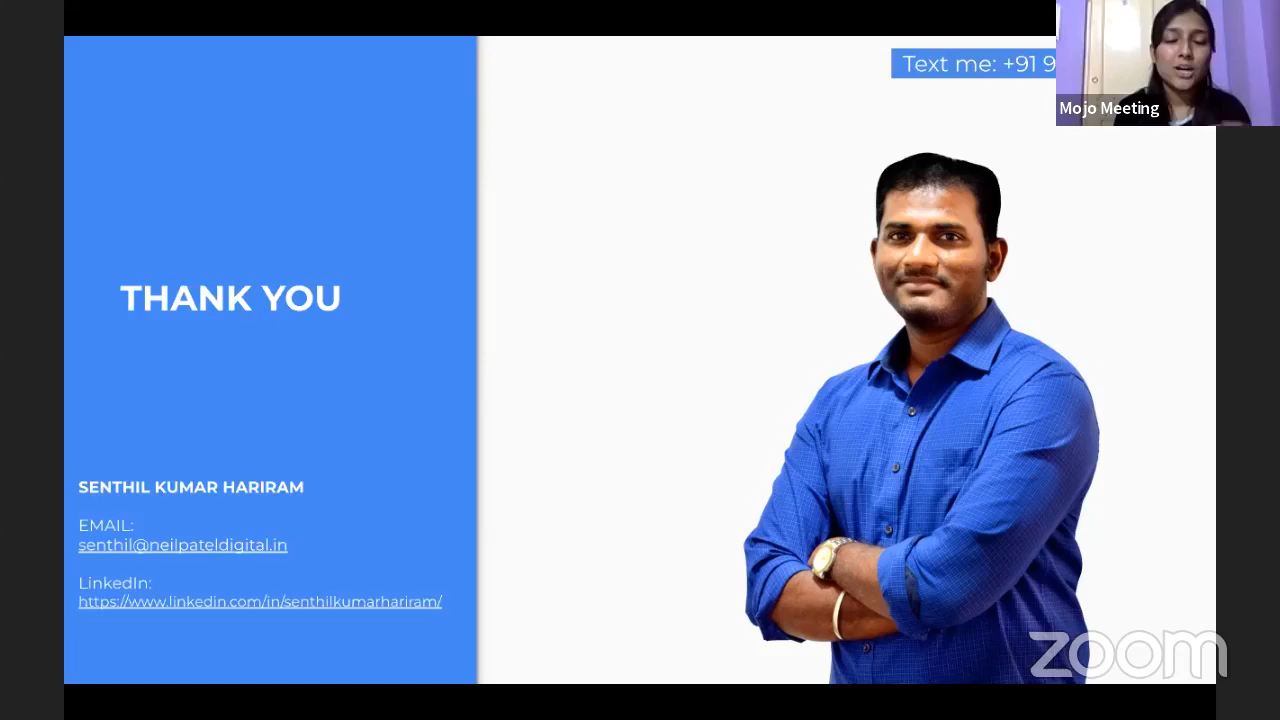 Text me: +91 9
Mojo Meeting
THANK YOU
SENTHIL KUMAR HARIRAM
EMAIL:
senthil@neilpateldigital.in
LinkedIn:
https://www.linkedin.com/in/senthilkumarhariram/
zoom